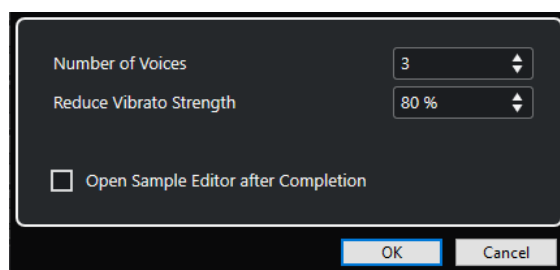 Number of Voices 3
Reduce Vibrato Strength 80 %
Open Sample Editor after Completion
OK Cancel